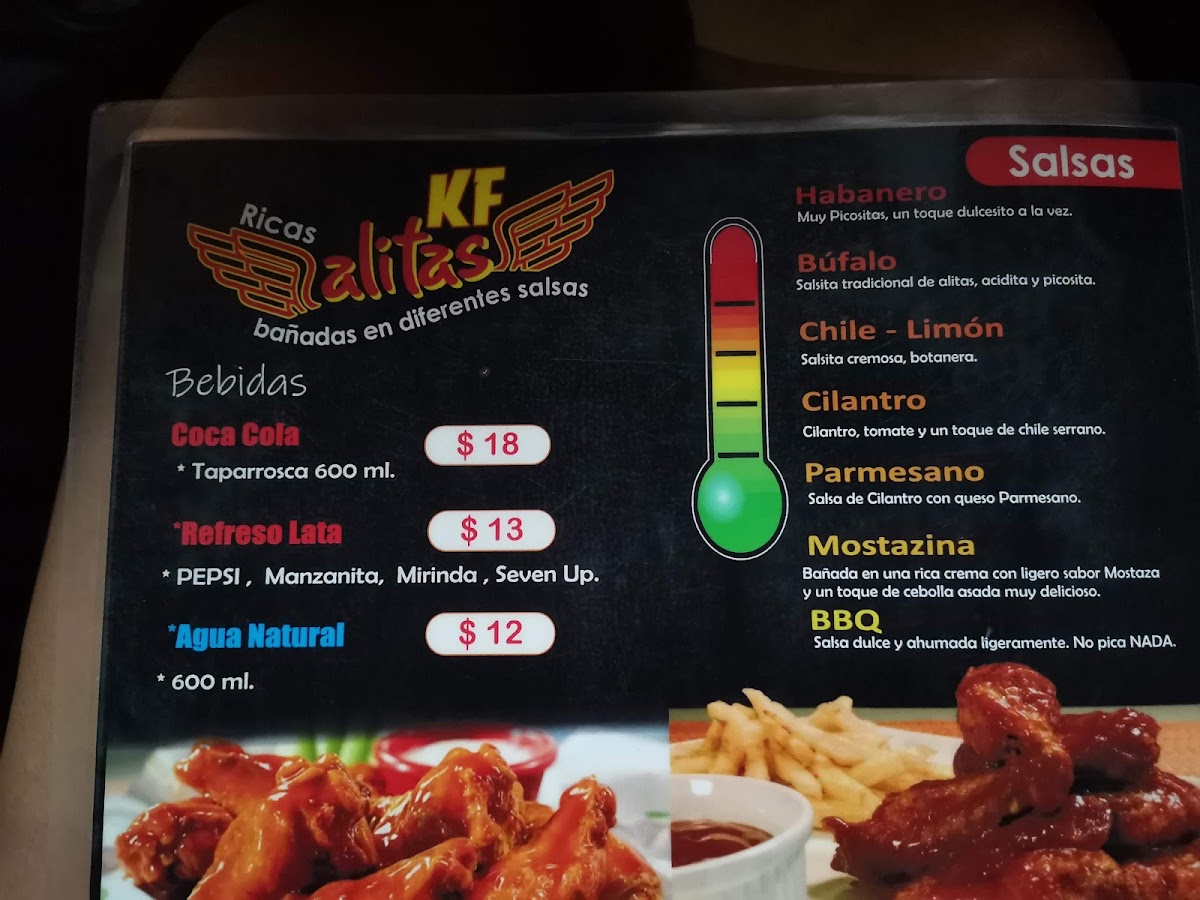 KF
Ricas
alitas
bañadas en diferentes salsas
Bebidas
Coca Cola
$ 18
* Taparrosca 600 ml.
*Refreso Lata
$ 13
* PEPSI , Manzanita, Mirinda , Seven Up.
*Agua Natural
$ 12
* 600 ml.
Salsas
Habanero
Muy Picositas, un toque dulcesito a la vez.
Búfalo
Salsita tradicional de alitas, acidita y picosita.
Chile - Limón
Salsita cremosa, botanera.
Cilantro
Cilantro, tomate y un toque de chile serrano.
Parmesano
Salsa de Cilantro con queso Parmesano.
Mostazina
Bañada en una rica crema con ligero sabor Mostaza
y un toque de cebolla asada muy delicioso.
BBQ
Salsa dulce y ahumada ligeramente. No pica NADA.